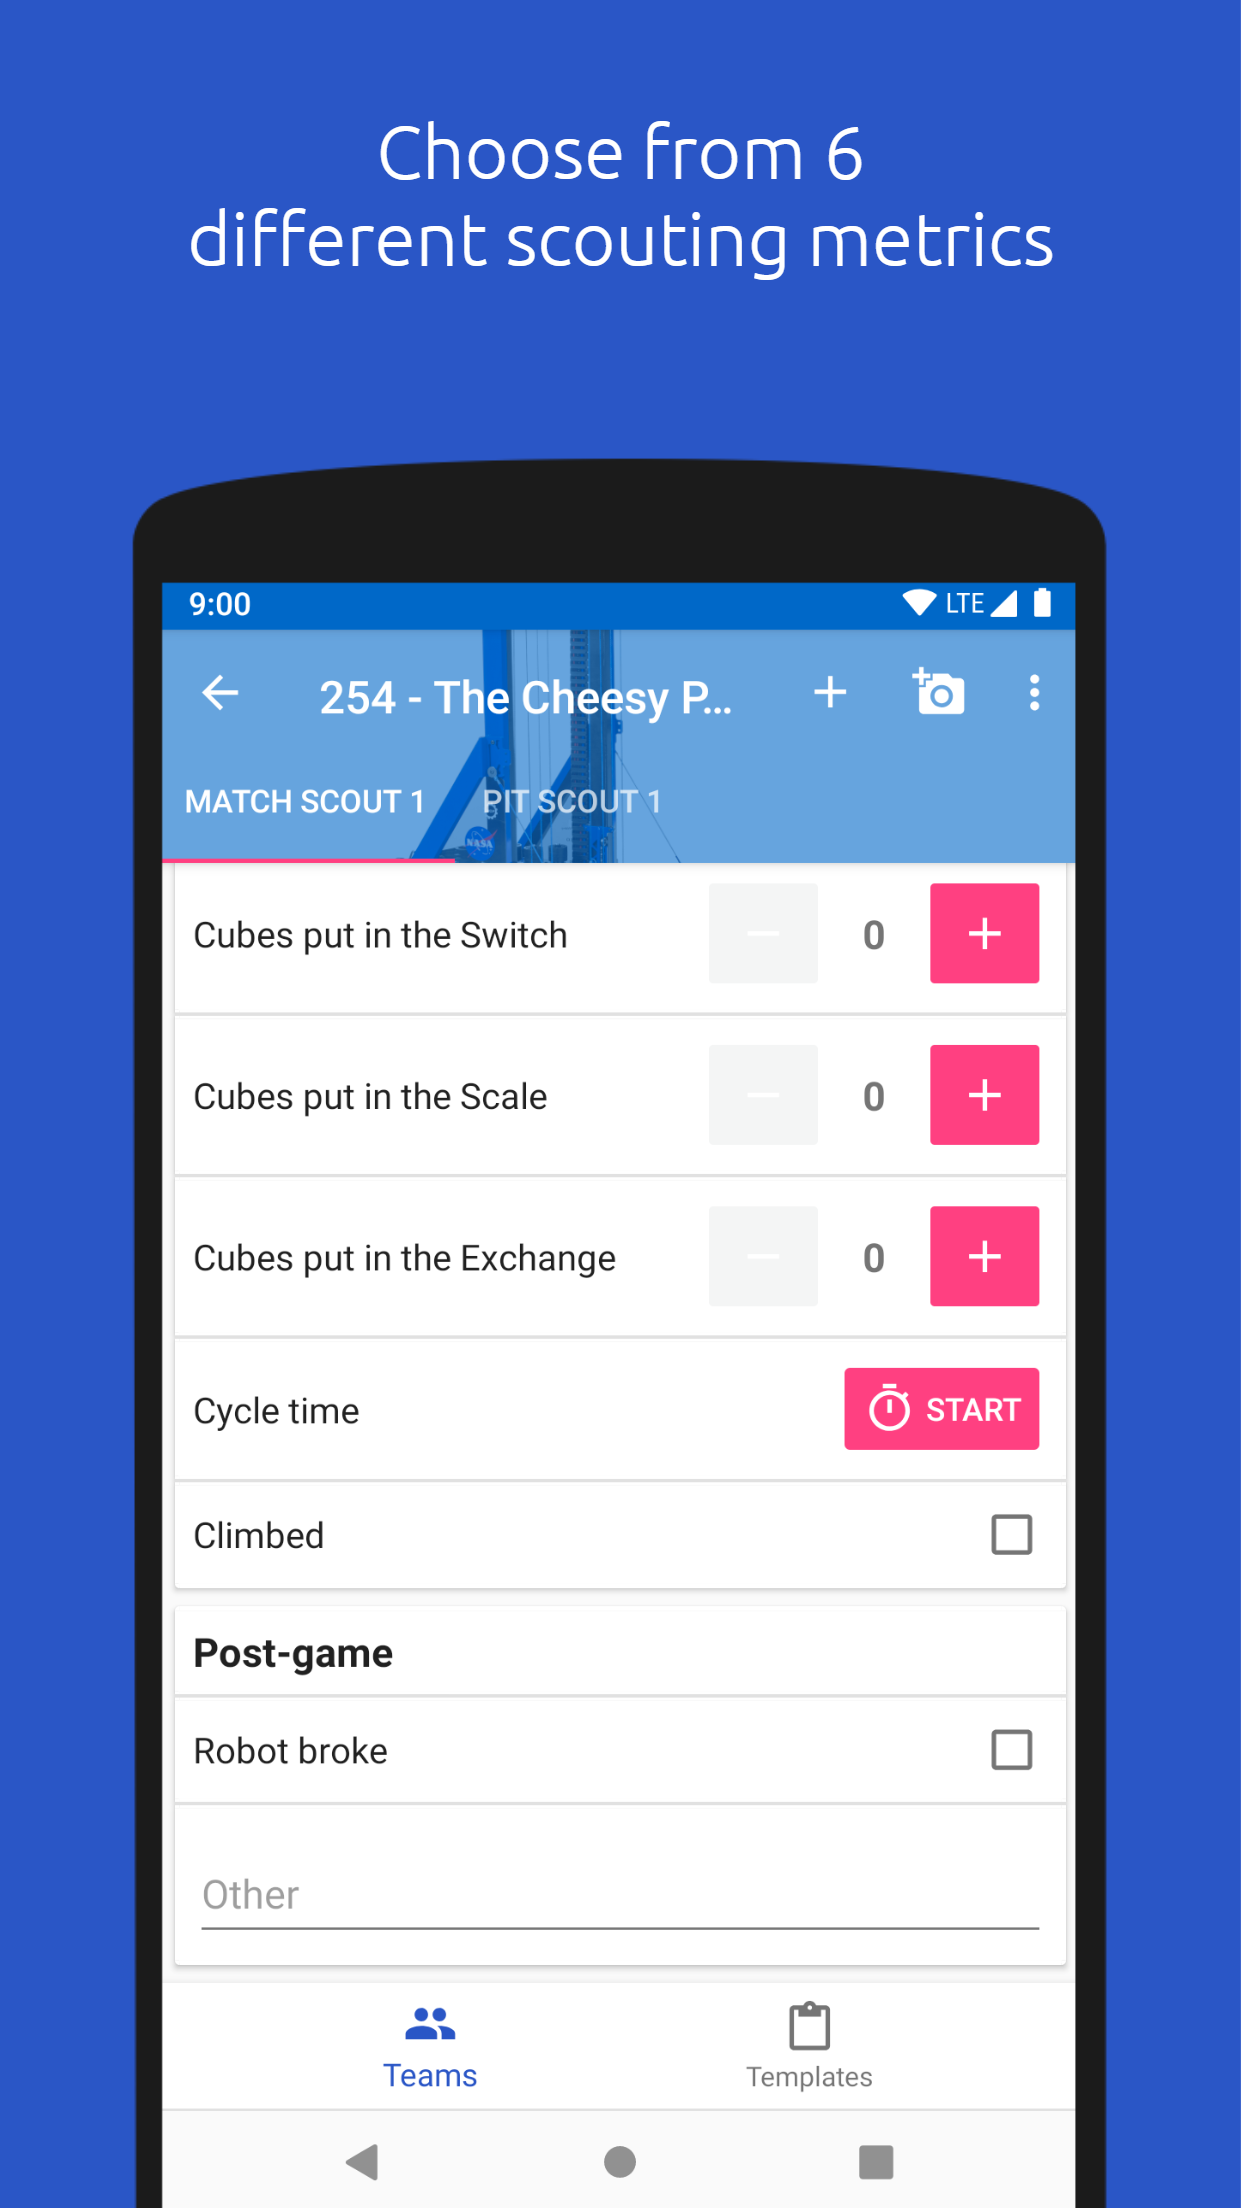 Choose from 6
different scouting metrics
9:00 LTE
254 - The Cheesy P...
MATCH SCOUT 1 PIT SCOUT 1
NASA
Cubes put in the Switch 0
Cubes put in the Scale 0
Cubes put in the Exchange 0
Cycle time START
Climbed
Post-game
Robot broke
Other
Teams Templates